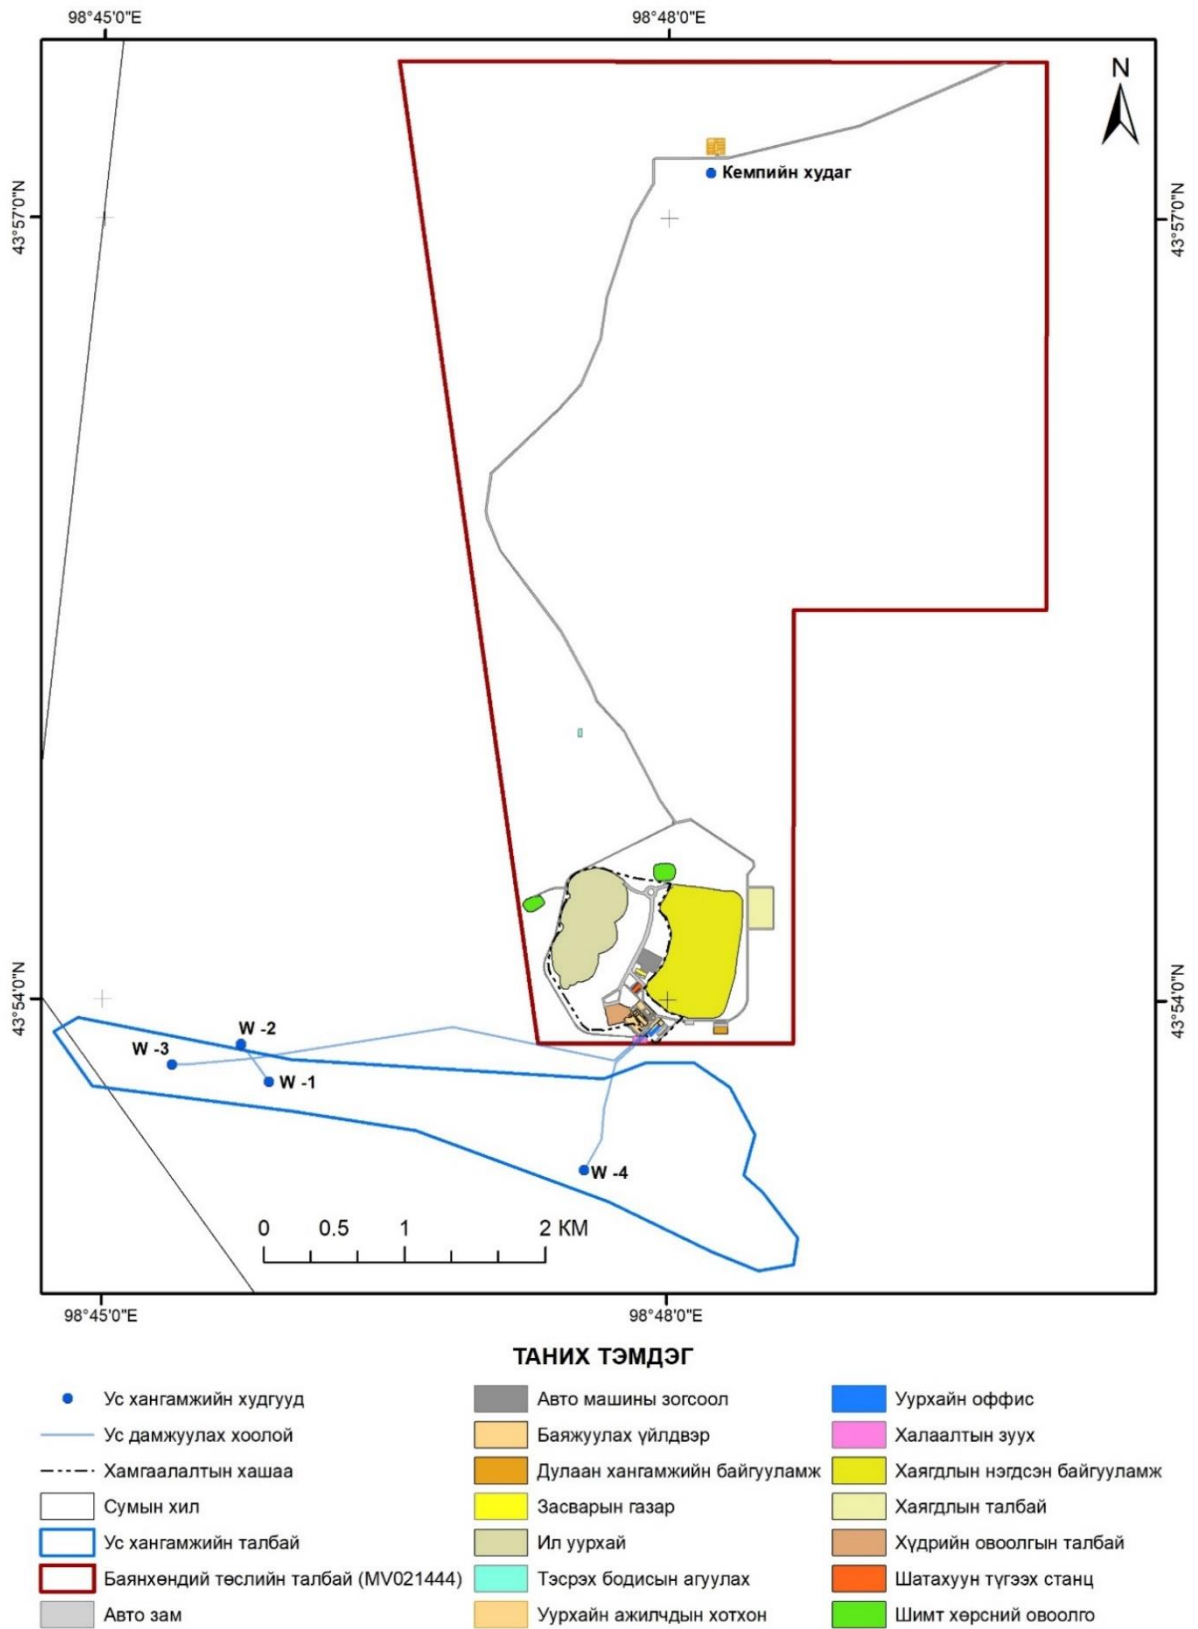 98°45'0"E 98°48'0"E
N
43°57'0"N 43°57'0"N
Кемпийн худаг
43°54'0"N 43°54'0"N
W -2
W -3
W -1
W -4
0 0.5 1 2 КМ
98°45'0"E 98°48'0"E
ТАНИХ ТЭМДЭГ
Ус хангамжийн худгууд
Ус дамжуулах хоолой
Хамгаалалтын хашаа
Сумын хил
Ус хангамжийн талбай
Баянхөндий төслийн талбай (MV021444)
Авто зам
Авто машины зогсоол
Баяжуулах үйлдвэр
Дулаан хангамжийн байгууламж
Засварын газар
Ил уурхай
Тэсрэх бодисын агуулах
Уурхайн ажилчдын хотхон
Уурхайн оффис
Халаалтын зуух
Хаягдлын нэгдсэн байгууламж
Хаягдлын талбай
Хүдрийн овоолгын талбай
Шатахуун түгээх станц
Шимт хөрсний овоолго